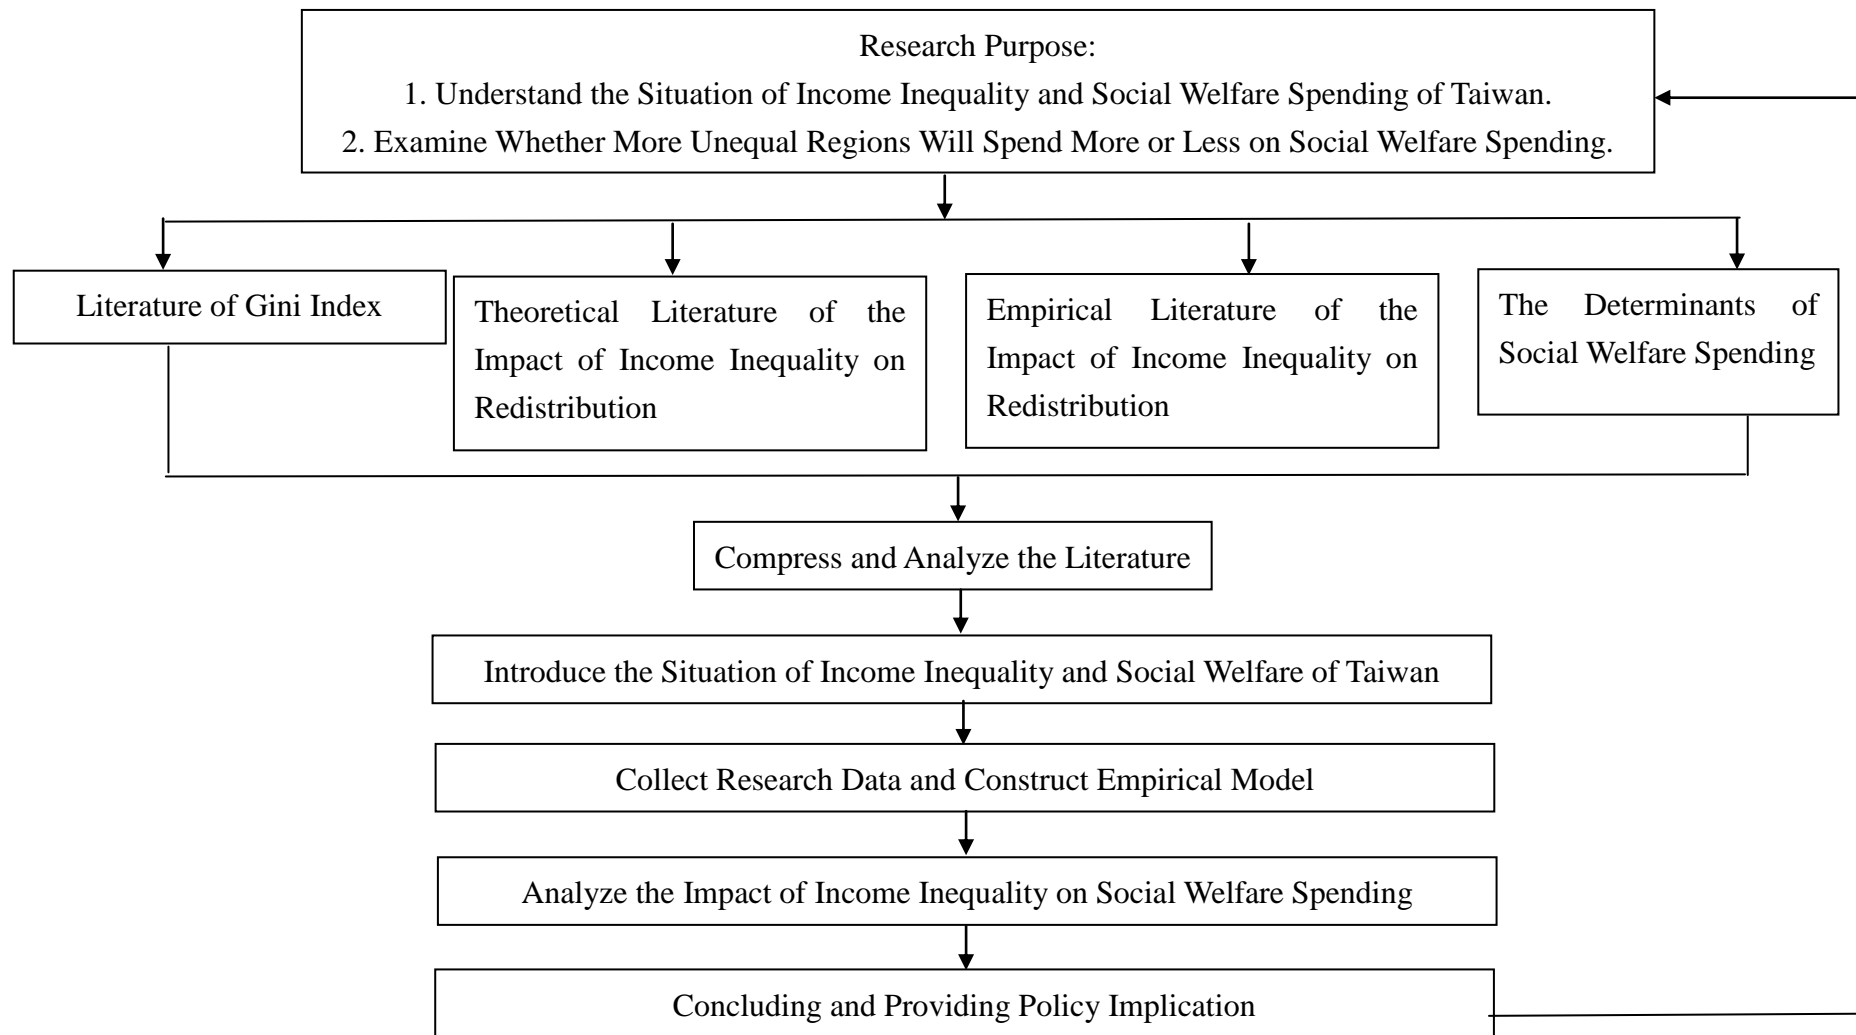 Research Purpose:
1. Understand the Situation of Income Inequality and Social Welfare Spending of Taiwan.
2. Examine Whether More Unequal Regions Will Spend More or Less on Social Welfare Spending.
Literature of Gini Index
Theoretical Literature of the
Impact of Income Inequality on
Redistribution
Empirical Literature of the
Impact of Income Inequality on
Redistribution
The Determinants of
Social Welfare Spending
Compress and Analyze the Literature
Introduce the Situation of Income Inequality and Social Welfare of Taiwan
Collect Research Data and Construct Empirical Model
Analyze the Impact of Income Inequality on Social Welfare Spending
Concluding and Providing Policy Implication